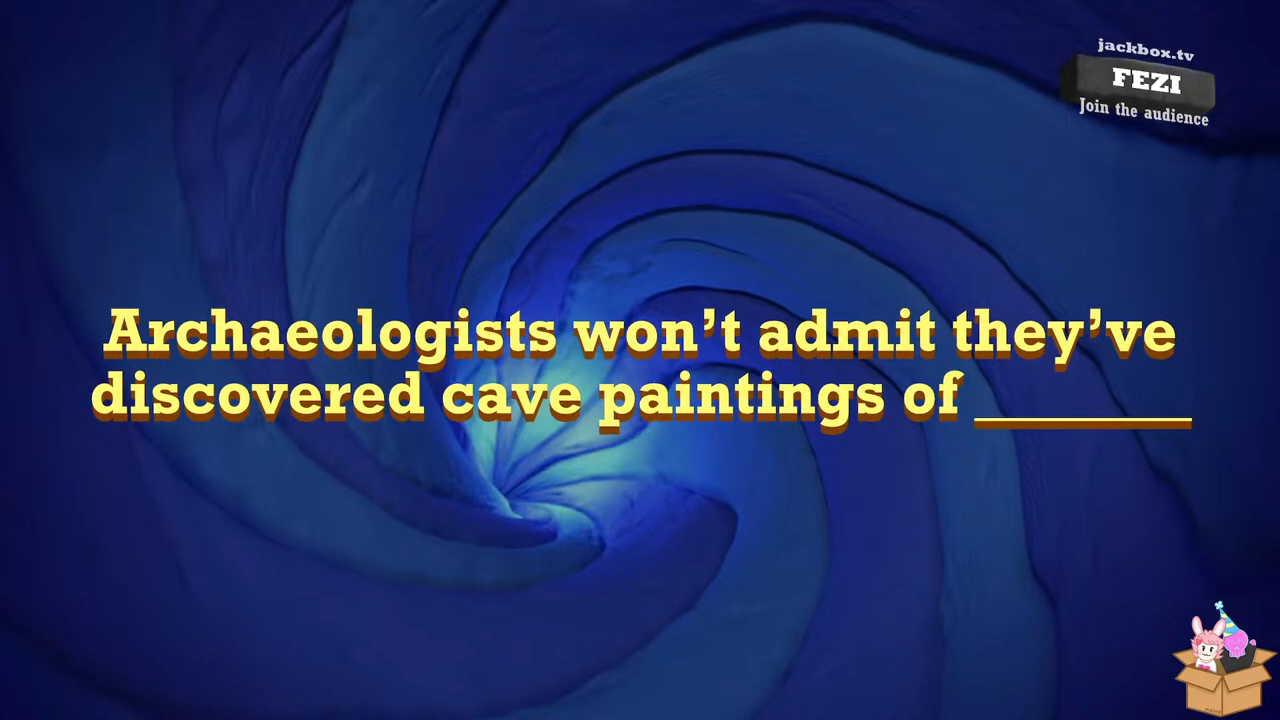 jackbox.tv
FEZI
Join the audience
Archaeologists won’t admit they’ve
discovered cave paintings of ________